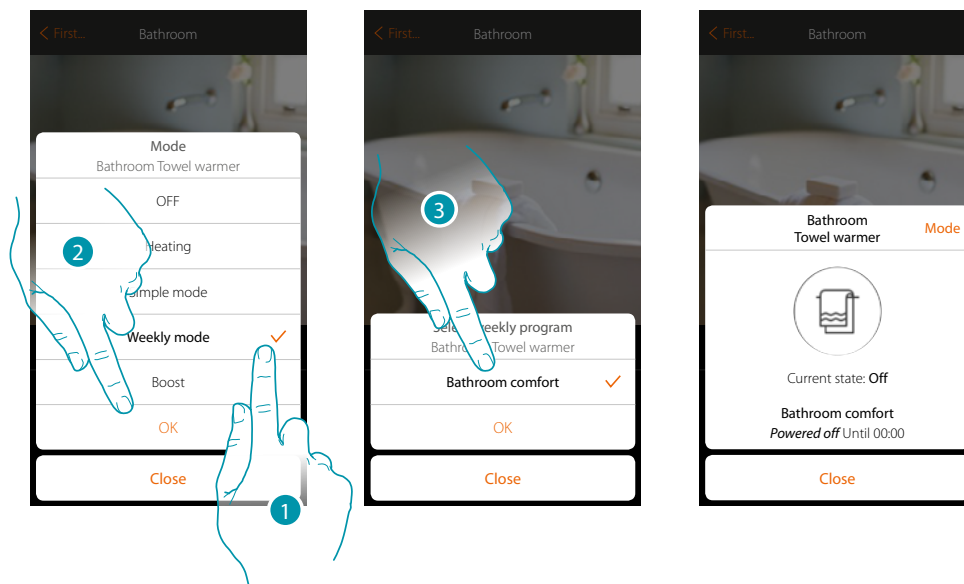 First...
Bathroom
Mode
Bathroom Towel warmer
OFF
2
Heating
Simple mode
Weekly mode
Boost
OK
Close
1
First...
Bathroom
3
Select weekly program
Towel warmer
Bathroom comfort
OK
Close
First...
Bathroom
Bathroom
Towel warmer
Mode
Current state: Off
Bathroom comfort
Powered off Until 00:00
Close